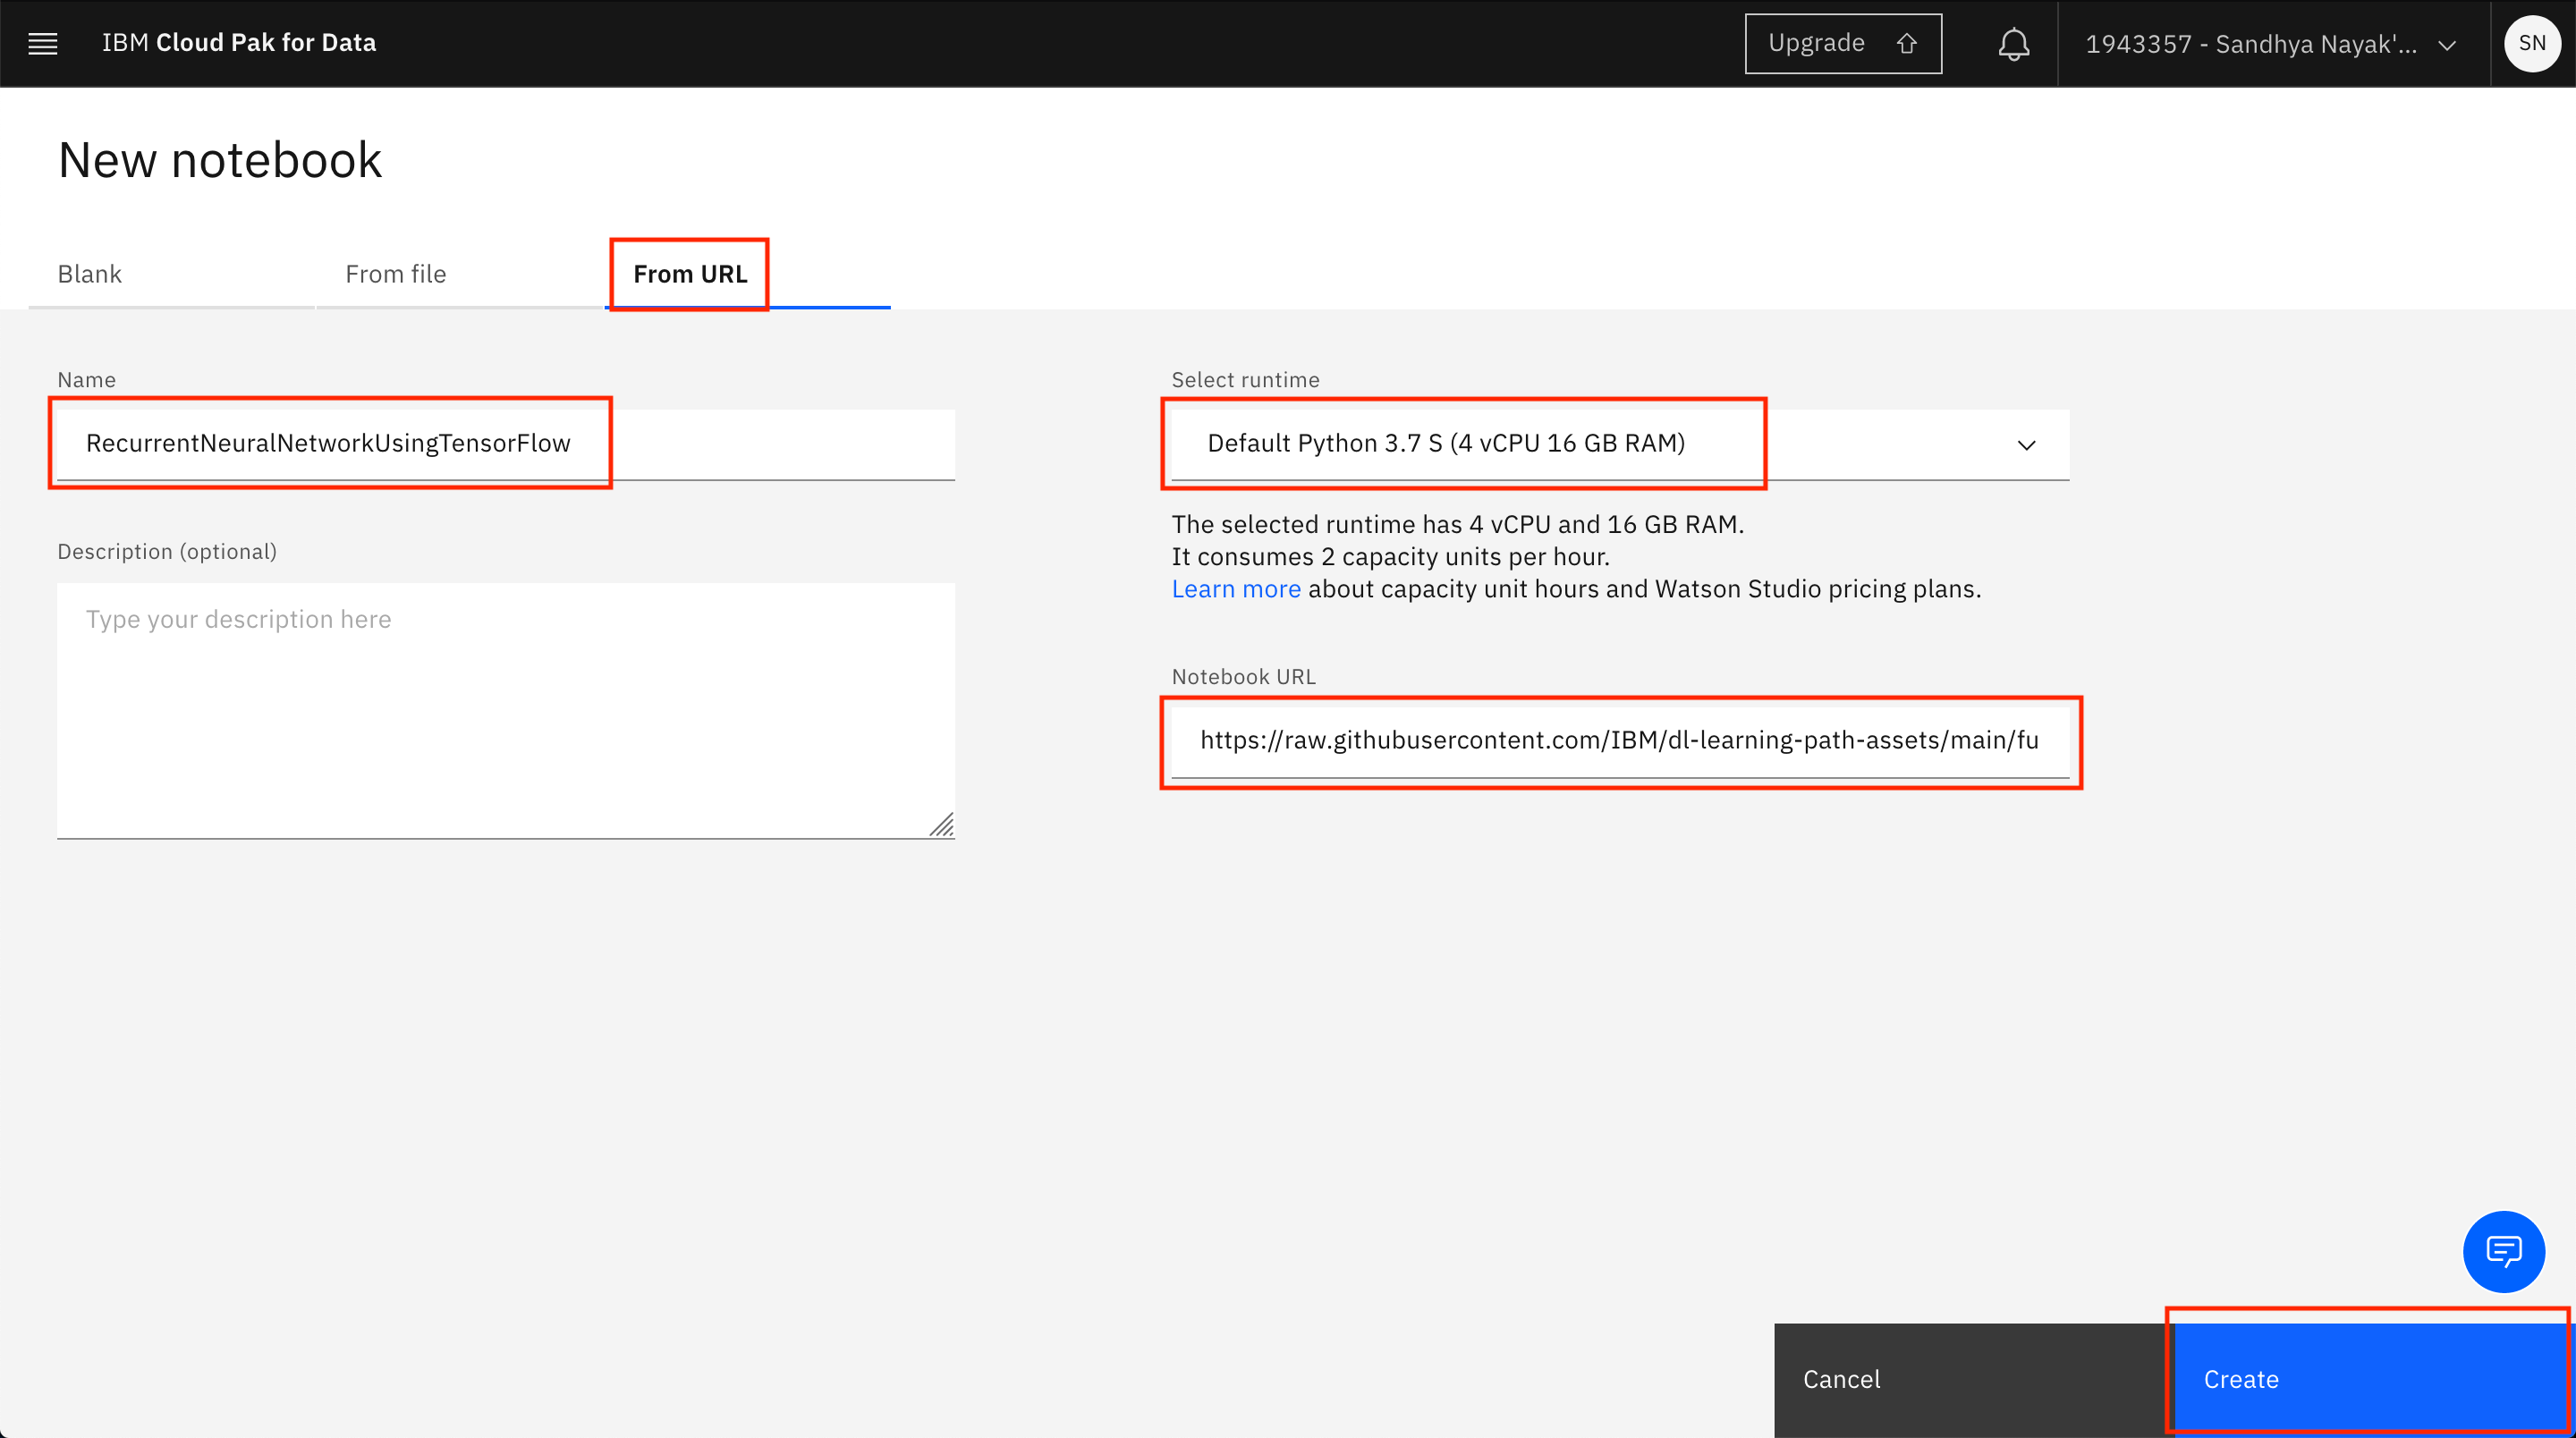 IBM Cloud Pak for Data
Upgrade
1943357 - Sandhya Nayak'...
SN
New notebook
Blank
From file
From URL
Name
RecurrentNeuralNetworkUsingTensorFlow
Description (optional)
Type your description here
Select runtime
Default Python 3.7 S (4 vCPU 16 GB RAM)
The selected runtime has 4 vCPU and 16 GB RAM.
It consumes 2 capacity units per hour.
Learn more about capacity unit hours and Watson Studio pricing plans.
Notebook URL
https://raw.githubusercontent.com/IBM/dl-learning-path-assets/main/fu
Cancel
Create